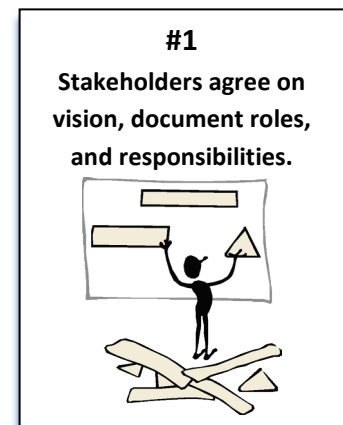 #1
Stakeholders agree on
vision, document roles,
and responsibilities.